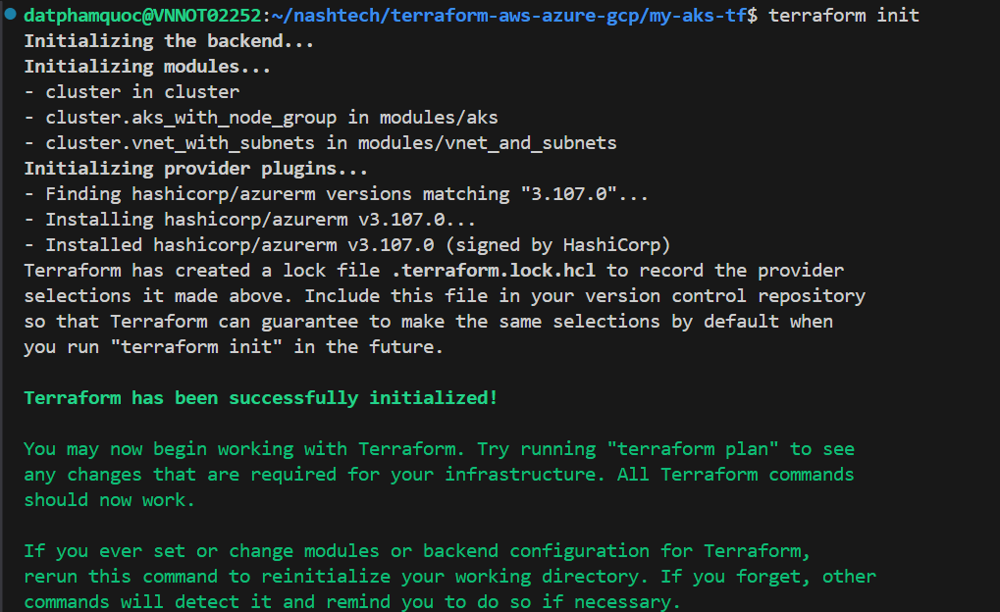 datphamquoc@VNNOT02252:~/nashtech/terraform-aws-azure-gcp/my-aks-tf$ terraform init
Initializing the backend...
Initializing modules...
- cluster in cluster
- cluster.aks_with_node_group in modules/aks
- cluster.vnet_with_subnets in modules/vnet_and_subnets
Initializing provider plugins...
- Finding hashicorp/azurerm versions matching "3.107.0"...
- Installing hashicorp/azurerm v3.107.0...
- Installed hashicorp/azurerm v3.107.0 (signed by HashiCorp)
Terraform has created a lock file .terraform.lock.hcl to record the provider
selections it made above. Include this file in your version control repository
so that Terraform can guarantee to make the same selections by default when
you run "terraform init" in the future.
Terraform has been successfully initialized!
You may now begin working with Terraform. Try running "terraform plan" to see
any changes that are required for your infrastructure. All Terraform commands
should now work.
If you ever set or change modules or backend configuration for Terraform,
rerun this command to reinitialize your working directory. If you forget, other
commands will detect it and remind you to do so if necessary.